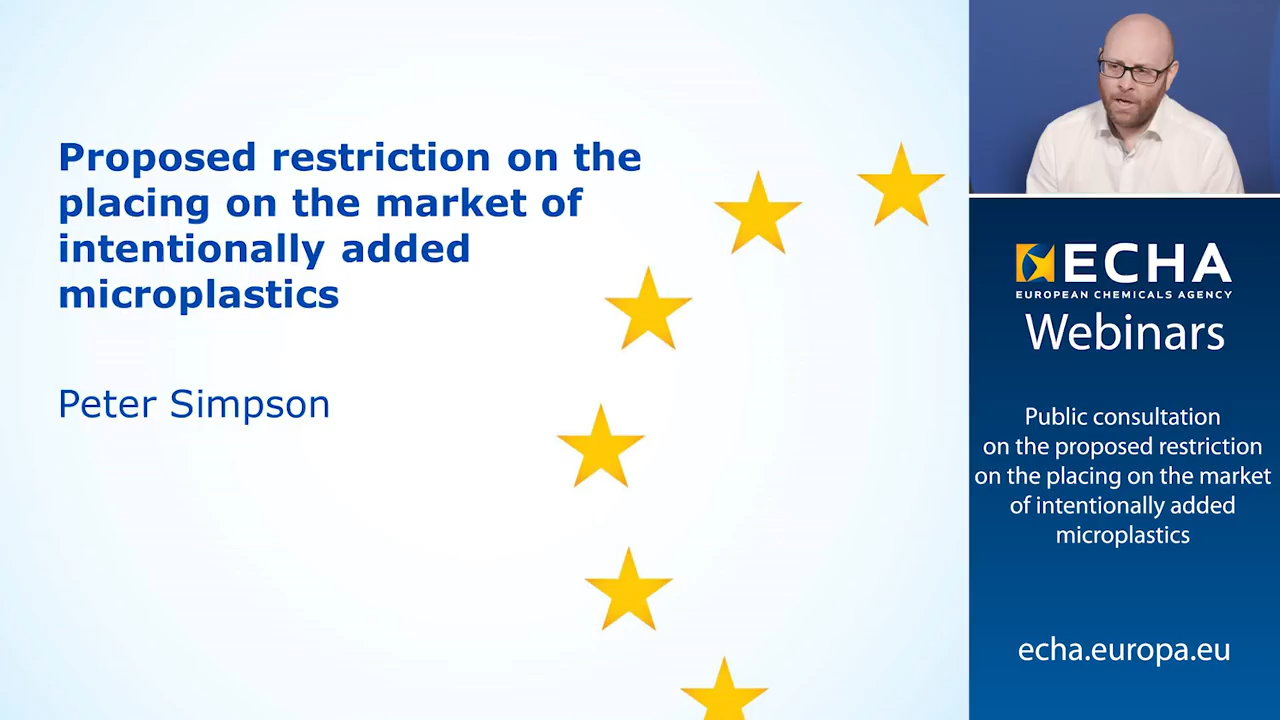 Proposed restriction on the
placing on the market of
intentionally added
microplastics
Peter Simpson
ECHA
EUROPEAN CHEMICALS AGENCY
Webinars
Public consultation
on the proposed restriction
on the placing on the market
of intentionally added
microplastics
echa.europa.eu